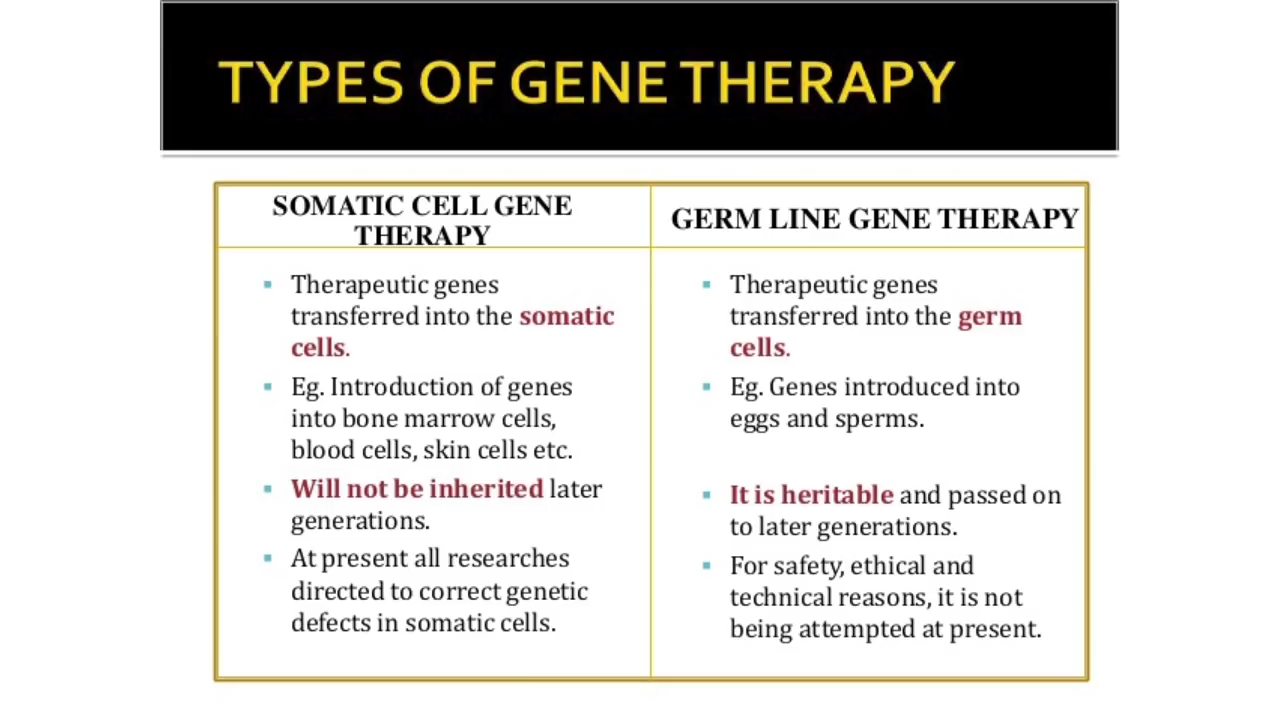 TYPES OF GENE THERAPY
SOMATIC CELL GENE
THERAPY
▪ Therapeutic genes
transferred into the somatic
cells.
▪ Eg. Introduction of genes
into bone marrow cells,
blood cells, skin cells etc.
▪ Will not be inherited later
generations.
▪ At present all researches
directed to correct genetic
defects in somatic cells.
GERM LINE GENE THERAPY
▪ Therapeutic genes
transferred into the germ
cells.
▪ Eg. Genes introduced into
eggs and sperms.
▪ It is heritable and passed on
to later generations.
▪ For safety, ethical and
technical reasons, it is not
being attempted at present.